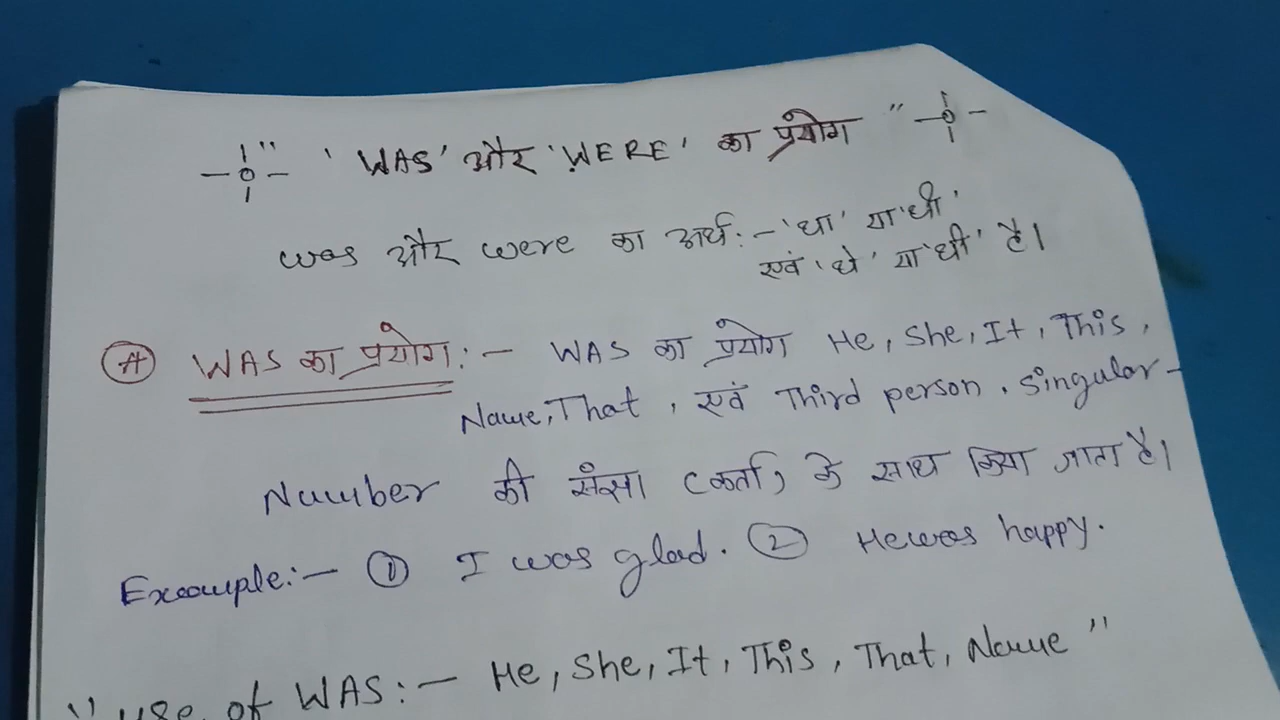 " 'WAS' और 'WERE' का प्रयोग "
was और were का अर्थ:- 'था' या 'थी'
एवं 'थे' या 'थी' है।
(A) WAS का प्रयोग:- WAS का प्रयोग He, She, It, This,
Name, That, एवं Third person, Singular-
Number की संज्ञा (कर्ता) के साथ किया जाता है।
Example:- ① I was glad. ② He was happy.
"use of WAS:- He, She, It, This, That, Name"